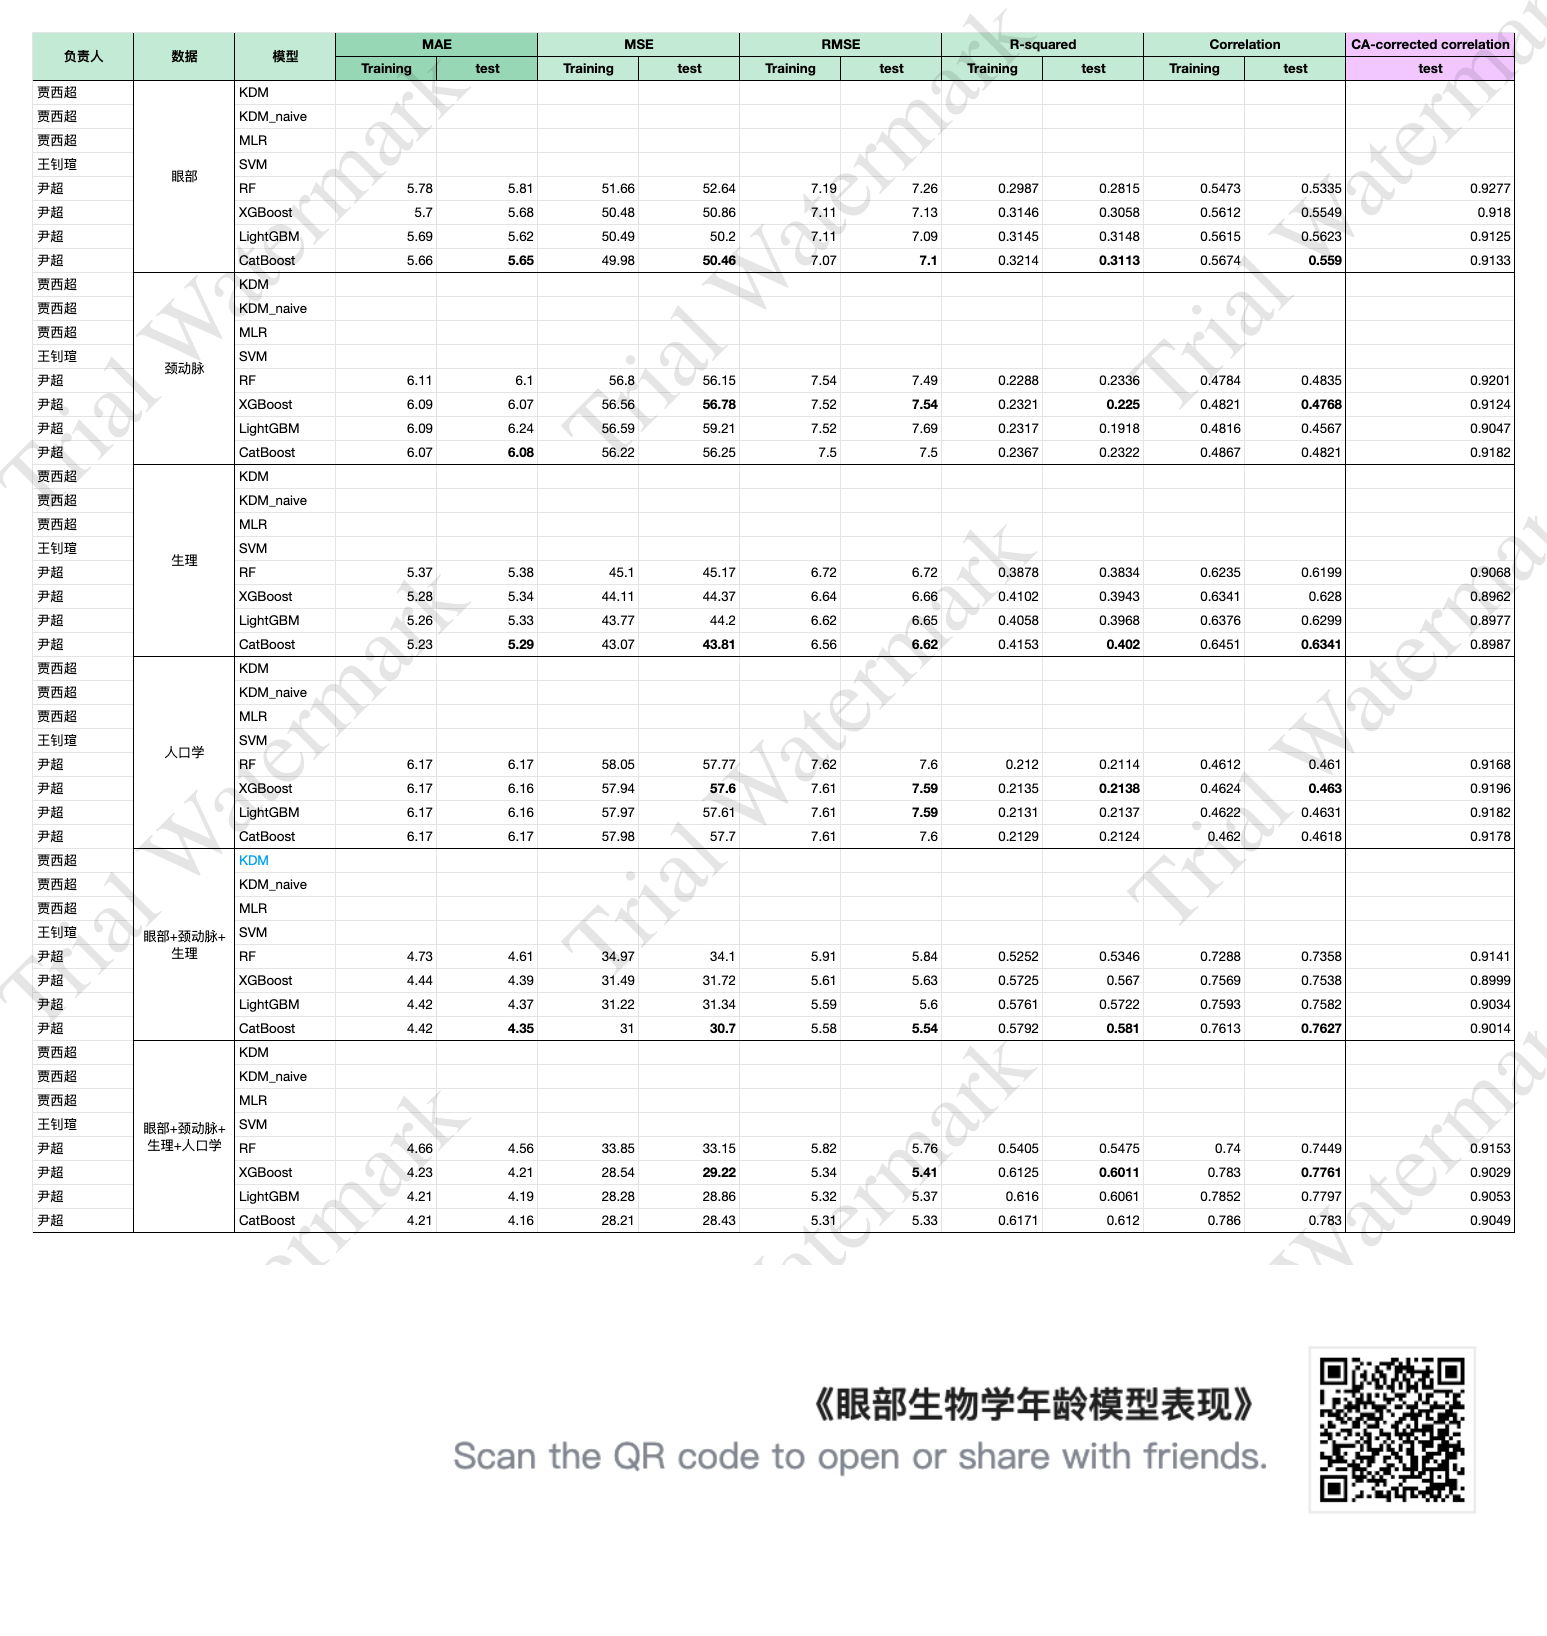 负责人 数据 模型 MAE MSE RMSE R-squared Correlation CA-corrected correlation
Training test Training test Training test Training test Training test test
贾西超 眼部 KDM
贾西超 KDM_naive
贾西超 MLR
王钊瑄 SVM
尹超 RF 5.78 5.81 51.66 52.64 7.19 7.26 0.2987 0.2815 0.5473 0.5335 0.9277
尹超 XGBoost 5.7 5.68 50.48 50.86 7.11 7.13 0.3146 0.3058 0.5612 0.5549 0.918
尹超 LightGBM 5.69 5.62 50.49 50.2 7.11 7.09 0.3145 0.3148 0.5615 0.5623 0.9125
尹超 CatBoost 5.66 5.65 49.98 50.46 7.07 7.1 0.3214 0.3113 0.5674 0.559 0.9133
贾西超 颈动脉 KDM
贾西超 KDM_naive
贾西超 MLR
王钊瑄 SVM
尹超 RF 6.11 6.1 56.8 56.15 7.54 7.49 0.2288 0.2336 0.4784 0.4835 0.9201
尹超 XGBoost 6.09 6.07 56.56 56.78 7.52 7.54 0.2321 0.225 0.4821 0.4768 0.9124
尹超 LightGBM 6.09 6.24 56.59 59.21 7.52 7.69 0.2317 0.1918 0.4816 0.4567 0.9047
尹超 CatBoost 6.07 6.08 56.22 56.25 7.5 7.5 0.2367 0.2322 0.4867 0.4821 0.9182
贾西超 生理 KDM
贾西超 KDM_naive
贾西超 MLR
王钊瑄 SVM
尹超 RF 5.37 5.38 45.1 45.17 6.72 6.72 0.3878 0.3834 0.6235 0.6199 0.9068
尹超 XGBoost 5.28 5.34 44.11 44.37 6.64 6.66 0.4102 0.3943 0.6341 0.628 0.8962
尹超 LightGBM 5.26 5.33 43.77 44.2 6.62 6.65 0.4058 0.3968 0.6376 0.6299 0.8977
尹超 CatBoost 5.23 5.29 43.07 43.81 6.56 6.62 0.4153 0.402 0.6451 0.6341 0.8987
贾西超 人口学 KDM
贾西超 KDM_naive
贾西超 MLR
王钊瑄 SVM
尹超 RF 6.17 6.17 58.05 57.77 7.62 7.6 0.212 0.2114 0.4612 0.461 0.9168
尹超 XGBoost 6.17 6.16 57.94 57.6 7.61 7.59 0.2135 0.2138 0.4624 0.463 0.9196
尹超 LightGBM 6.17 6.16 57.97 57.61 7.61 7.59 0.2131 0.2137 0.4622 0.4631 0.9182
尹超 CatBoost 6.17 6.17 57.98 57.7 7.61 7.6 0.2129 0.2124 0.462 0.4618 0.9178
贾西超 眼部+颈动脉+生理 KDM
贾西超 KDM_naive
贾西超 MLR
王钊瑄 SVM
尹超 RF 4.73 4.61 34.97 34.1 5.91 5.84 0.5252 0.5346 0.7288 0.7358 0.9141
尹超 XGBoost 4.44 4.39 31.49 31.72 5.61 5.63 0.5725 0.567 0.7569 0.7538 0.8999
尹超 LightGBM 4.42 4.37 31.22 31.34 5.59 5.6 0.5761 0.5722 0.7593 0.7582 0.9034
尹超 CatBoost 4.42 4.35 31 30.7 5.58 5.54 0.5792 0.581 0.7613 0.7627 0.9014
贾西超 眼部+颈动脉+生理+人口学 KDM
贾西超 KDM_naive
贾西超 MLR
王钊瑄 SVM
尹超 RF 4.66 4.56 33.85 33.15 5.82 5.76 0.5405 0.5475 0.74 0.7449 0.9153
尹超 XGBoost 4.23 4.21 28.54 29.22 5.34 5.41 0.6125 0.6011 0.783 0.7761 0.9029
尹超 LightGBM 4.21 4.19 28.28 28.86 5.32 5.37 0.616 0.6061 0.7852 0.7797 0.9053
尹超 CatBoost 4.21 4.16 28.21 28.43 5.31 5.33 0.6171 0.612 0.786 0.783 0.9049
Trial Watermark
《眼部生物学年龄模型表现》
Scan the QR code to open or share with friends.